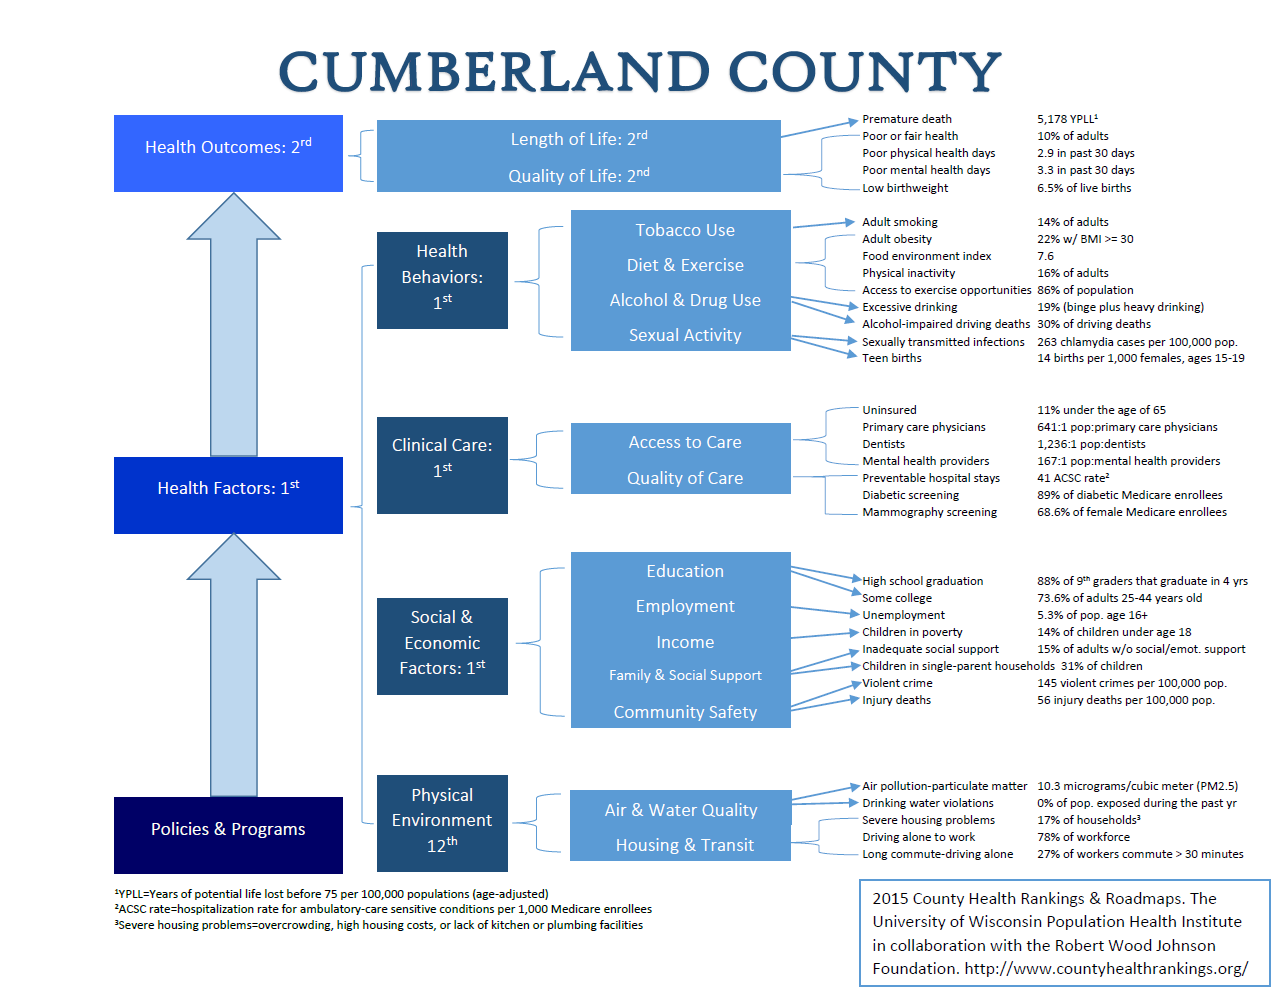 CUMBERLAND COUNTY
Health Outcomes: 2rd
Length of Life: 2rd
Quality of Life: 2nd
Premature death 5,178 YPLL¹
Poor or fair health 10% of adults
Poor physical health days 2.9 in past 30 days
Poor mental health days 3.3 in past 30 days
Low birthweight 6.5% of live births
Health
Behaviors:
1st
Tobacco Use
Diet & Exercise
Alcohol & Drug Use
Sexual Activity
Adult smoking 14% of adults
Adult obesity 22% w/ BMI >= 30
Food environment index 7.6
Physical inactivity 16% of adults
Access to exercise opportunities 86% of population
Excessive drinking 19% (binge plus heavy drinking)
Alcohol-impaired driving deaths 30% of driving deaths
Sexually transmitted infections 263 chlamydia cases per 100,000 pop.
Teen births 14 births per 1,000 females, ages 15-19
Health Factors: 1st
Clinical Care:
1st
Access to Care
Quality of Care
Uninsured 11% under the age of 65
Primary care physicians 641:1 pop:primary care physicians
Dentists 1,236:1 pop:dentists
Mental health providers 167:1 pop:mental health providers
Preventable hospital stays 41 ACSC rate²
Diabetic screening 89% of diabetic Medicare enrollees
Mammography screening 68.6% of female Medicare enrollees
Social &
Economic
Factors: 1st
Education
Employment
Income
Family & Social Support
Community Safety
High school graduation 88% of 9th graders that graduate in 4 yrs
Some college 73.6% of adults 25-44 years old
Unemployment 5.3% of pop. age 16+
Children in poverty 14% of children under age 18
Inadequate social support 15% of adults w/o social/emot. support
Children in single-parent households 31% of children
Violent crime 145 violent crimes per 100,000 pop.
Injury deaths 56 injury deaths per 100,000 pop.
Policies & Programs
Physical
Environment
12th
Air & Water Quality
Housing & Transit
Air pollution-particulate matter 10.3 micrograms/cubic meter (PM2.5)
Drinking water violations 0% of pop. exposed during the past yr
Severe housing problems 17% of households³
Driving alone to work 78% of workforce
Long commute-driving alone 27% of workers commute > 30 minutes
¹YPLL=Years of potential life lost before 75 per 100,000 populations (age-adjusted)
²ACSC rate=hospitalization rate for ambulatory-care sensitive conditions per 1,000 Medicare enrollees
³Severe housing problems=overcrowding, high housing costs, or lack of kitchen or plumbing facilities
2015 County Health Rankings & Roadmaps. The
University of Wisconsin Population Health Institute
in collaboration with the Robert Wood Johnson
Foundation. http://www.countyhealthrankings.org/